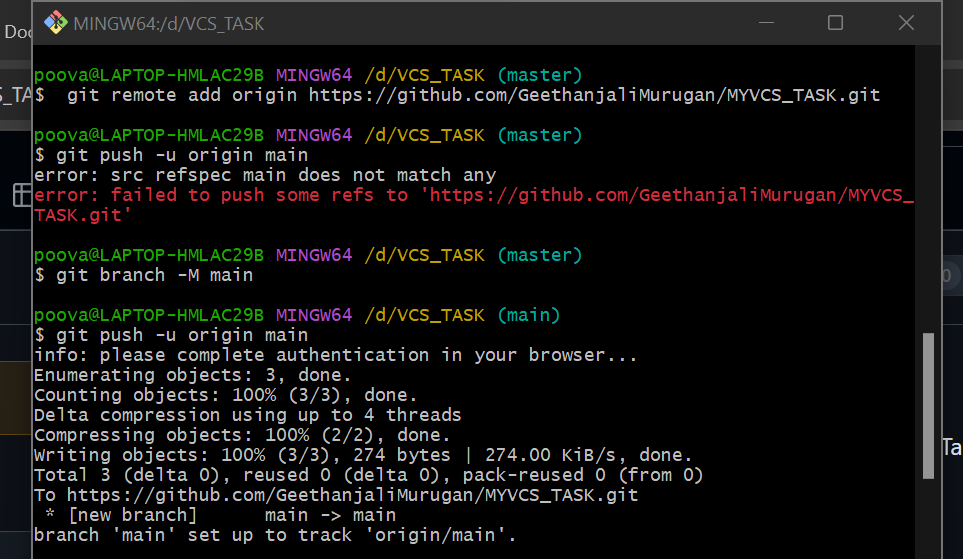 MINGW64:/d/VCS_TASK
Doc
S_TA
poova@LAPTOP-HMLAC29B MINGW64 /d/VCS_TASK (master)
$  git remote add origin https://github.com/GeethanjaliMurugan/MYVCS_TASK.git
poova@LAPTOP-HMLAC29B MINGW64 /d/VCS_TASK (master)
$ git push -u origin main
error: src refspec main does not match any
error: failed to push some refs to 'https://github.com/GeethanjaliMurugan/MYVCS_
TASK.git'
poova@LAPTOP-HMLAC29B MINGW64 /d/VCS_TASK (master)
$ git branch -M main
poova@LAPTOP-HMLAC29B MINGW64 /d/VCS_TASK (main)
$ git push -u origin main
info: please complete authentication in your browser...
Enumerating objects: 3, done.
Counting objects: 100% (3/3), done.
Delta compression using up to 4 threads
Compressing objects: 100% (2/2), done.
Writing objects: 100% (3/3), 274 bytes | 274.00 KiB/s, done.
Total 3 (delta 0), reused 0 (delta 0), pack-reused 0 (from 0)
To https://github.com/GeethanjaliMurugan/MYVCS_TASK.git
 * [new branch]      main -> main
branch 'main' set up to track 'origin/main'.
0
Ta